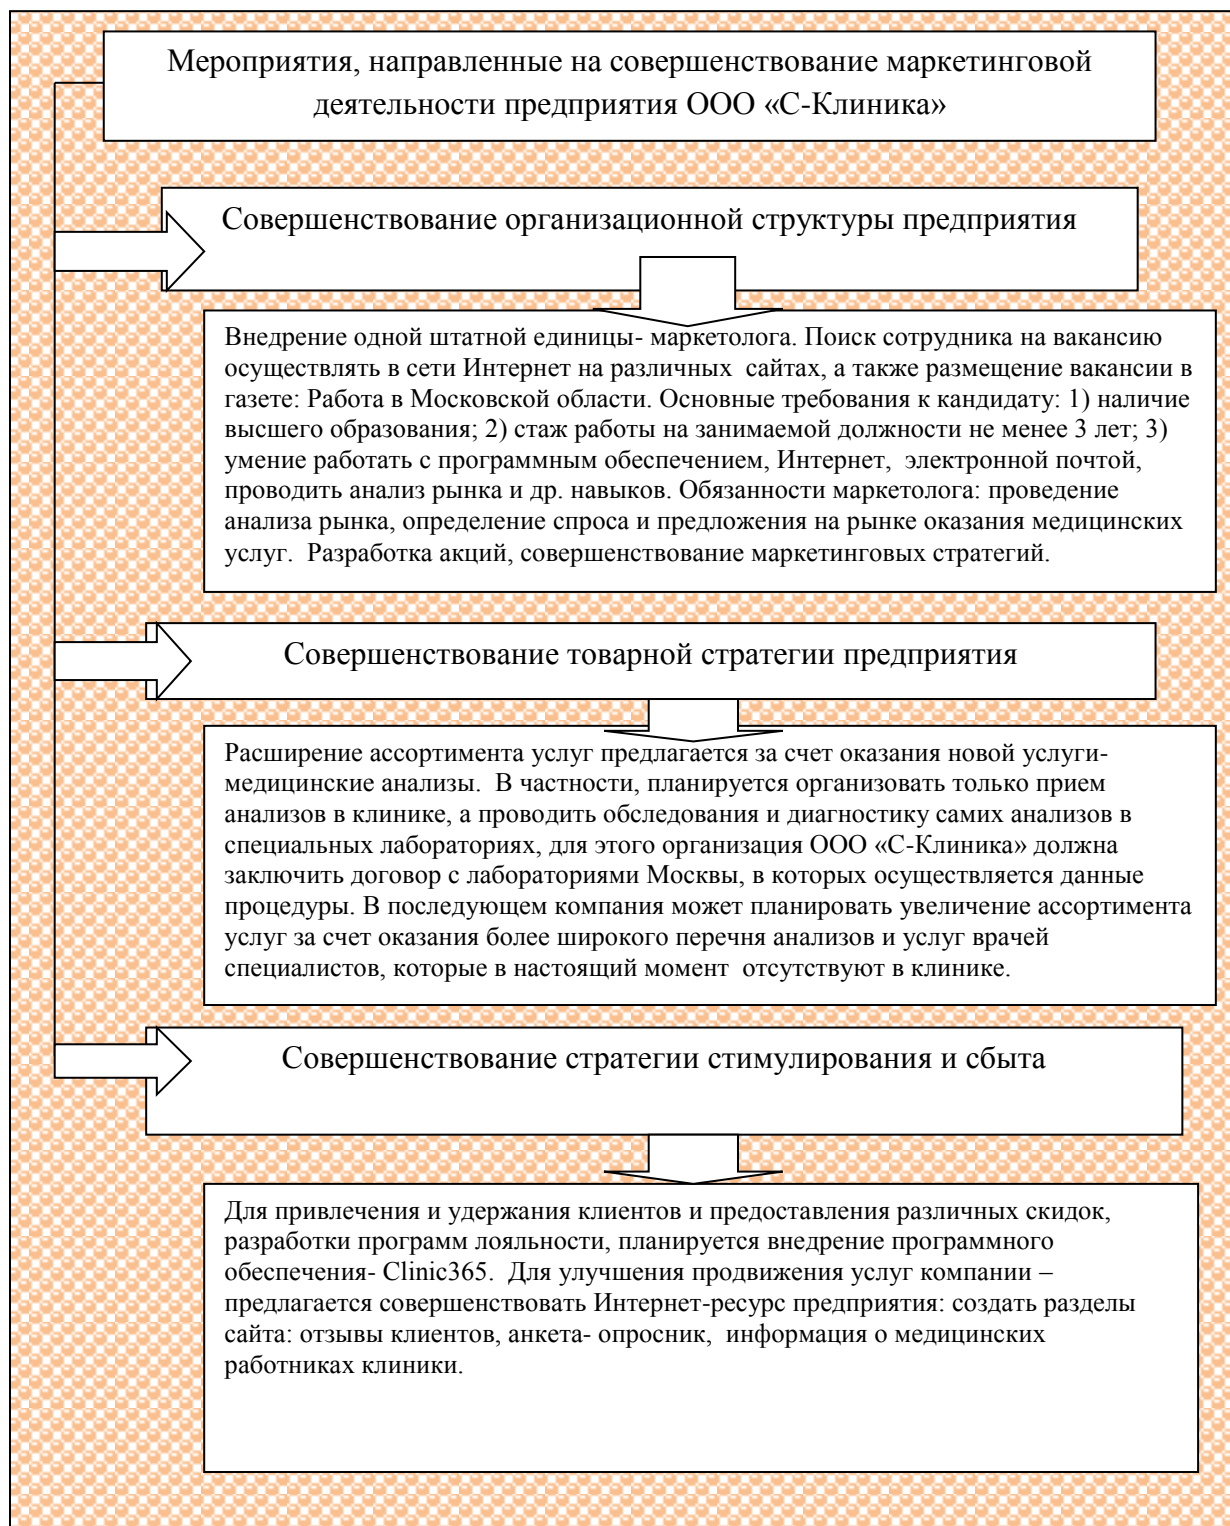 Мероприятия, направленные на совершенствование маркетинговой
деятельности предприятия ООО «С-Клиника»
Совершенствование организационной структуры предприятия
Внедрение одной штатной единицы- маркетолога. Поиск сотрудника на вакансию
осуществлять в сети Интернет на различных  сайтах, а также размещение вакансии в
газете: Работа в Московской области. Основные требования к кандидату: 1) наличие
высшего образования; 2) стаж работы на занимаемой должности не менее 3 лет; 3)
умение работать с программным обеспечением, Интернет,  электронной почтой,
проводить анализ рынка и др. навыков. Обязанности маркетолога: проведение
анализа рынка, определение спроса и предложения на рынке оказания медицинских
услуг.  Разработка акций, совершенствование маркетинговых стратегий.
Совершенствование товарной стратегии предприятия
Расширение ассортимента услуг предлагается за счет оказания новой услуги-
медицинские анализы.  В частности, планируется организовать только прием
анализов в клинике, а проводить обследования и диагностику самих анализов в
специальных лабораториях, для этого организация ООО «С-Клиника» должна
заключить договор с лабораториями Москвы, в которых осуществляется данные
процедуры. В последующем компания может планировать увеличение ассортимента
услуг за счет оказания более широкого перечня анализов и услуг врачей
специалистов, которые в настоящий момент  отсутствуют в клинике.
Совершенствование стратегии стимулирования и сбыта
Для привлечения и удержания клиентов и предоставления различных скидок,
разработки программ лояльности, планируется внедрение программного
обеспечения- Clinic365.  Для улучшения продвижения услуг компании –
предлагается совершенствовать Интернет-ресурс предприятия: создать разделы
сайта: отзывы клиентов, анкета- опросник,  информация о медицинских
работниках клиники.